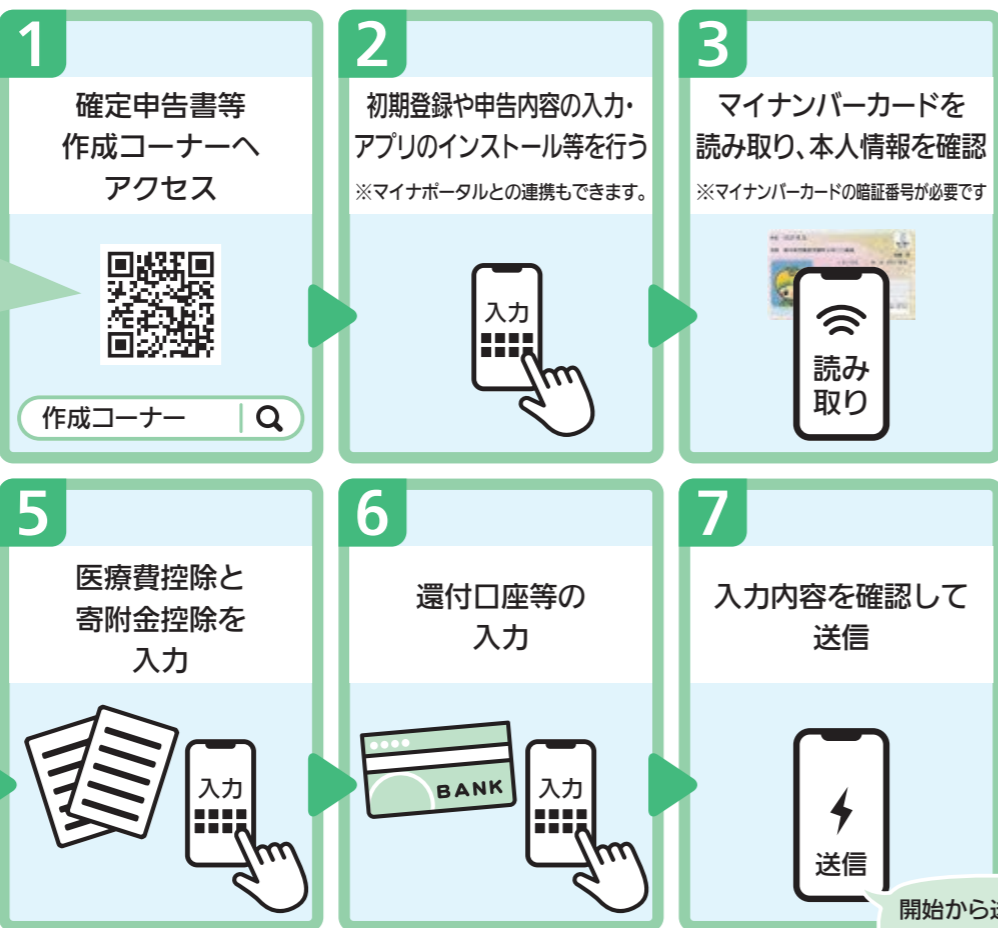 1
確定申告書等
作成コーナーへ
アクセス
作成コーナー
2
初期登録や申告内容の入力・
アプリのインストール等を行う
※マイナポータルとの連携もできます。
入力
3
マイナンバーカードを
読み取り、本人情報を確認
※マイナンバーカードの暗証番号が必要です
読み
取り
5
医療費控除と
寄附金控除を
入力
入力
6
還付口座等の
入力
BANK
入力
7
入力内容を確認して
送信
送信
開始から